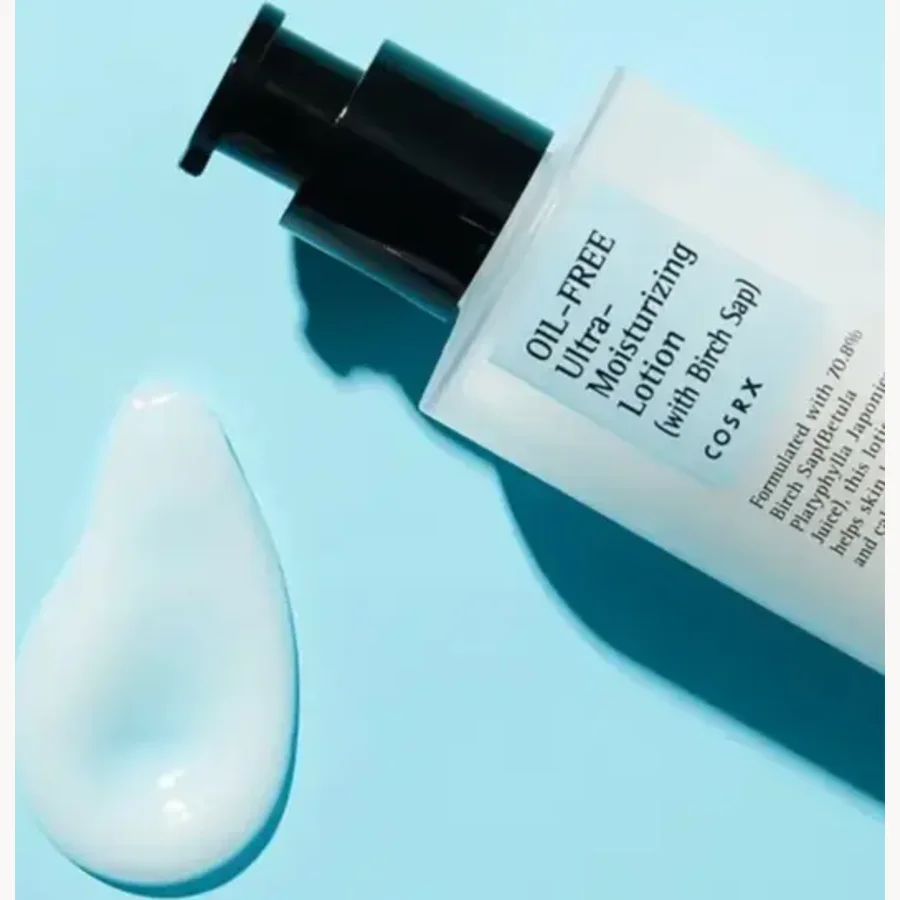 OIL-FREE
Ultra-
Moisturizing
Lotion
(with Birch Sap)
COSRX
Formulated with 70.8%
Birch Sap(Betula
Platyphylla Japonica
Juice), this
helps skin
and